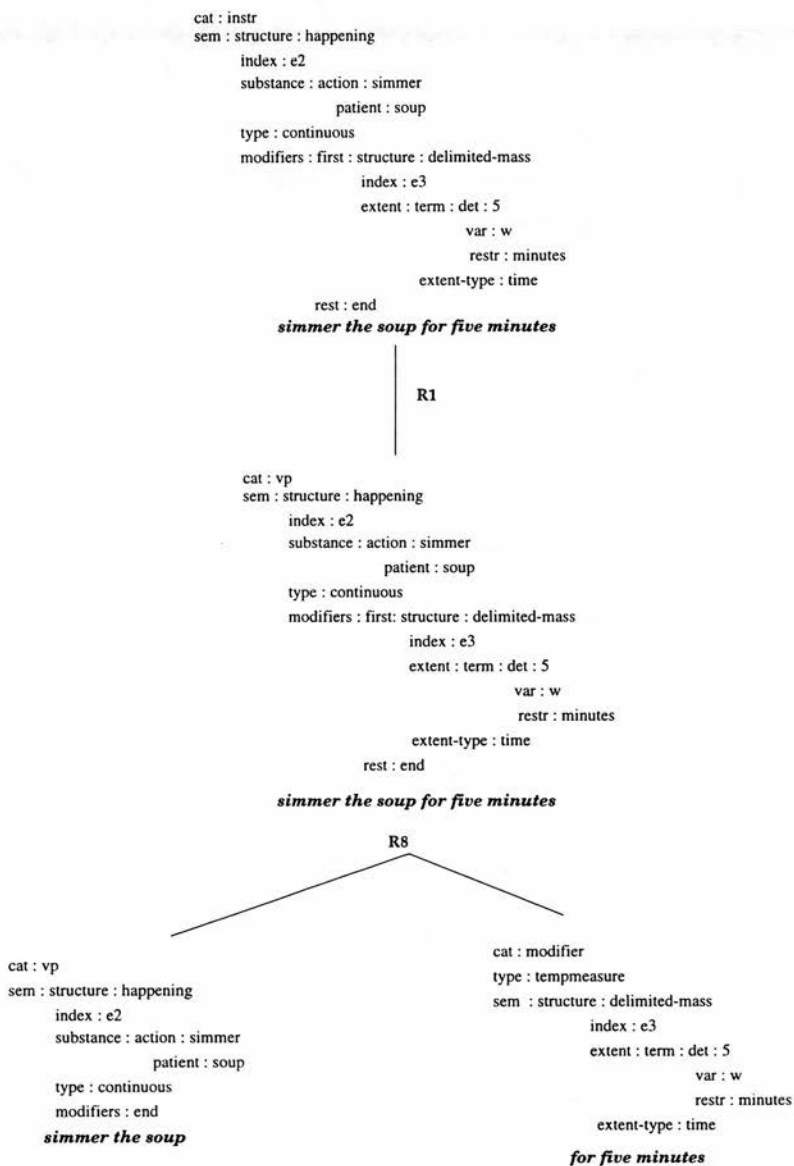 cat : instr
sem : structure : happening
index : e2
substance : action : simmer
patient : soup
type : continuous
modifiers : first : structure : delimited-mass
index : e3
extent : term : det : 5
var : w
restr : minutes
extent-type : time
rest : end
simmer the soup for five minutes
R1
cat : vp
sem : structure : happening
index : e2
substance : action : simmer
patient : soup
type : continuous
modifiers : first: structure : delimited-mass
index : e3
extent : term : det : 5
var : w
restr : minutes
extent-type : time
rest : end
simmer the soup for five minutes
R8
cat : vp
sem : structure : happening
index : e2
substance : action : simmer
patient : soup
type : continuous
modifiers : end
simmer the soup
cat : modifier
type : tempmeasure
sem : structure : delimited-mass
index : e3
extent : term : det : 5
var : w
restr : minutes
extent-type : time
for five minutes